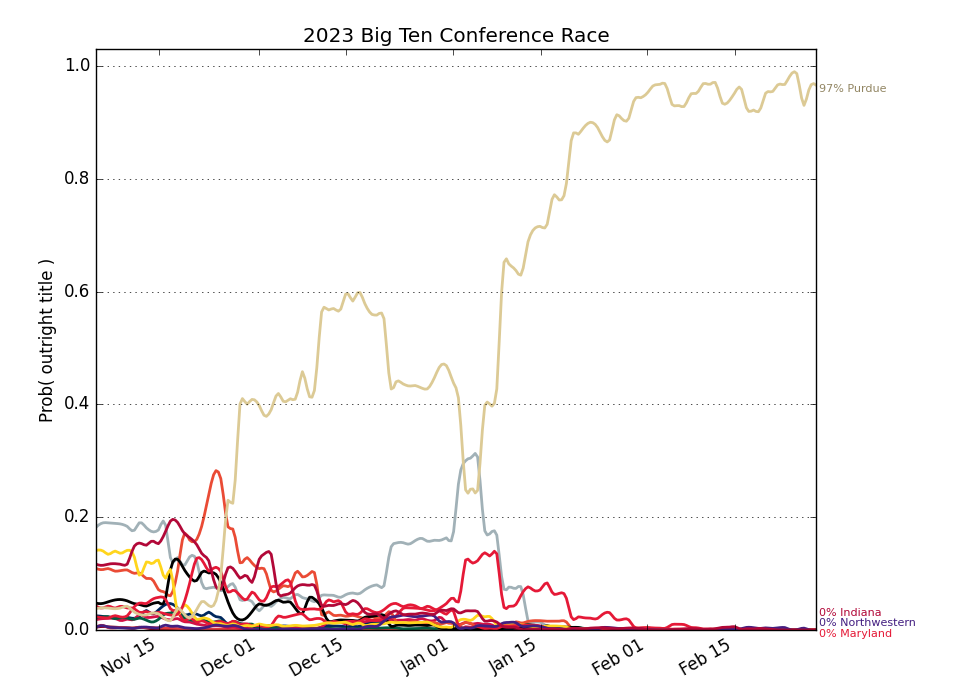 2023 Big Ten Conference Race
1.0
0.8
0.6
0.4
0.2
0.0
Prob( outright title )
Nov 15
Dec 01
Dec 15
Jan 01
Jan 15
Feb 01
Feb 15
97% Purdue
0% Indiana
0% Northwestern
0% Maryland